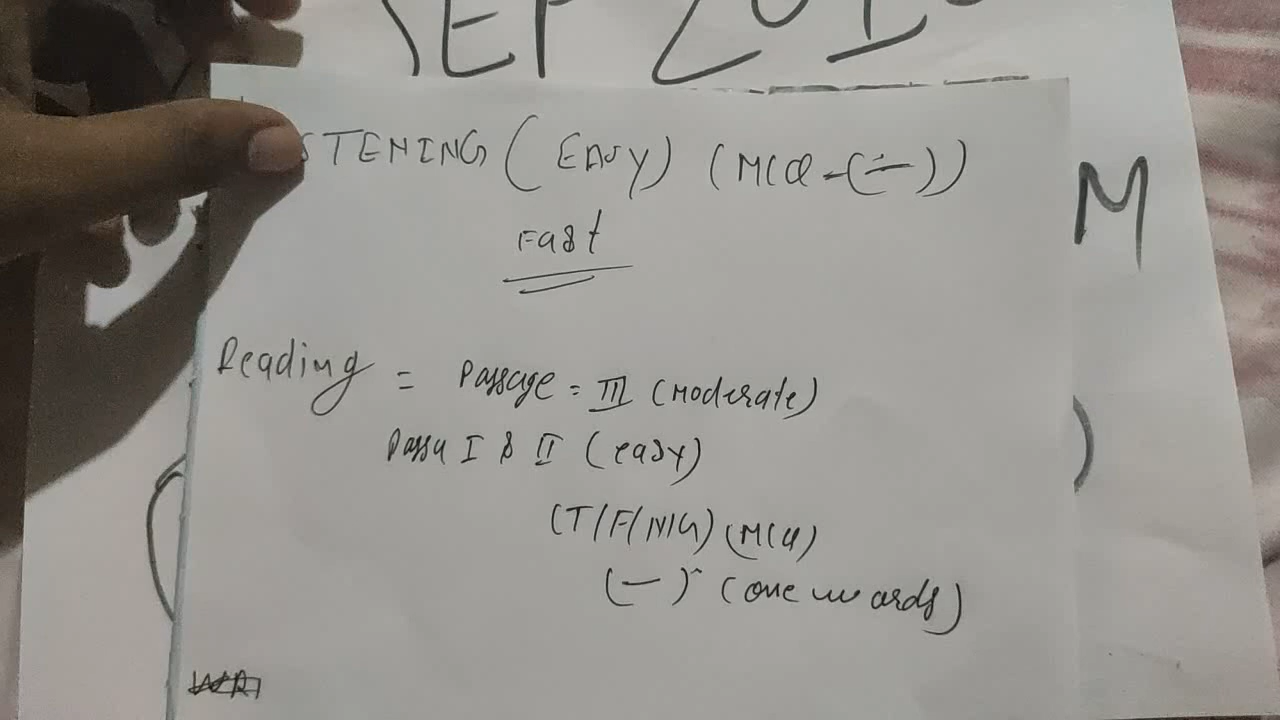 SEP 201
STENING (EASY) (MCQ-(-))
M
Fast
Reading = Passage = III (Moderate)
Passa I & II (easy)
(T/F/NG) (MCQ)
(—) (one words)